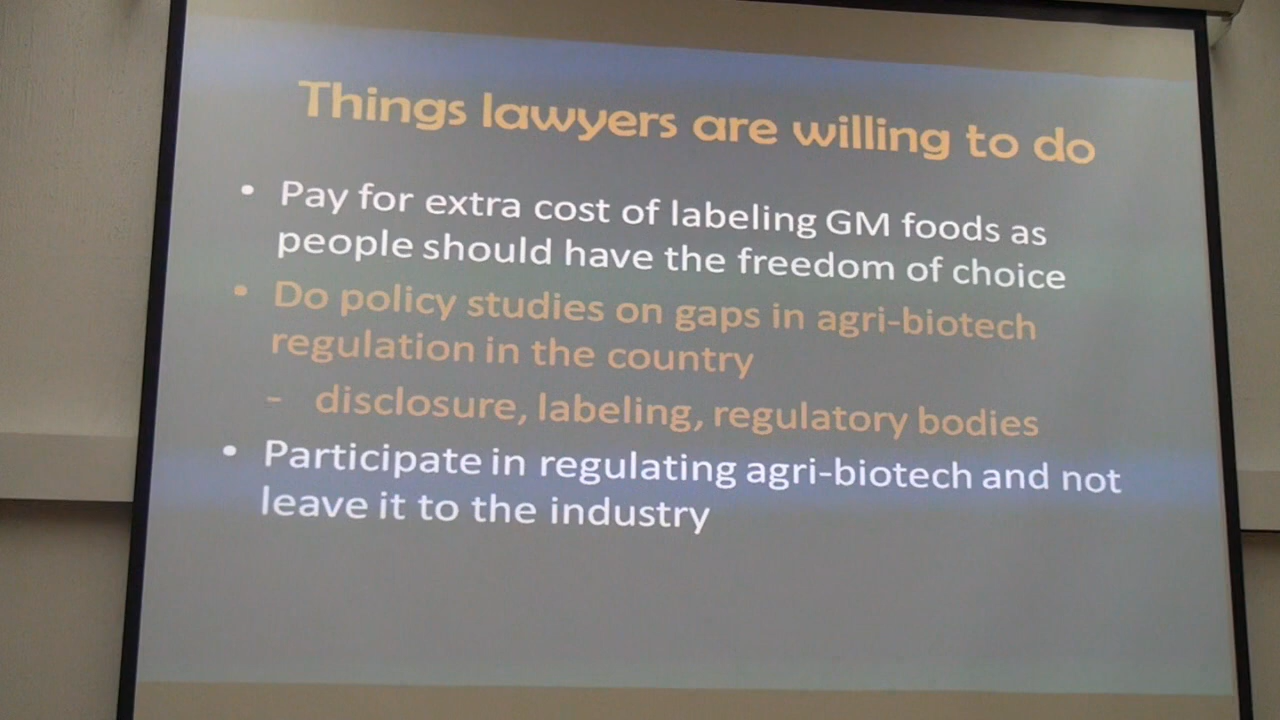 Things lawyers are willing to do
• Pay for extra cost of labeling GM foods as
people should have the freedom of choice
• Do policy studies on gaps in agri-biotech
regulation in the country
- disclosure, labeling, regulatory bodies
• Participate in regulating agri-biotech and not
leave it to the industry